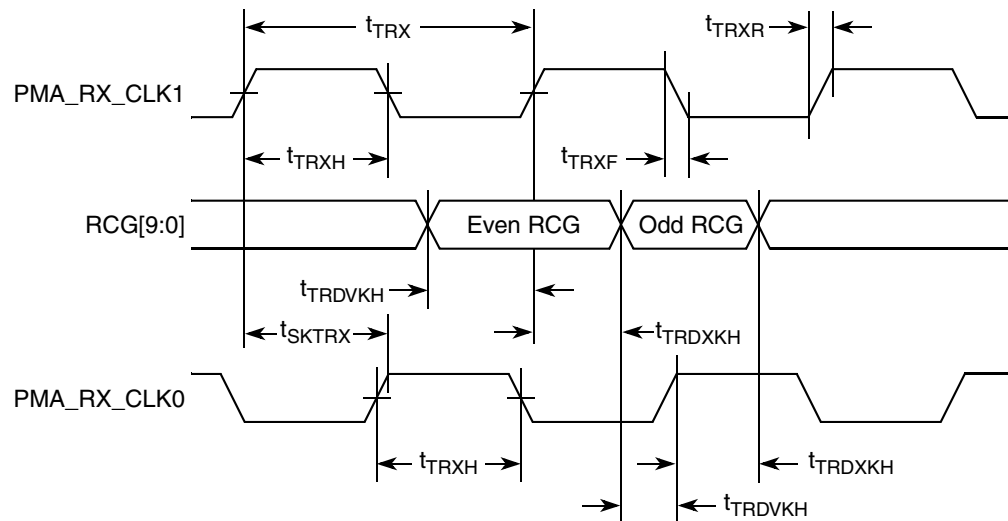 tTRX
tTRXR
PMA_RX_CLK1
tTRXH
tTRXF
RCG[9:0]
Even RCG
Odd RCG
tTRDVKH
tSKTRX
tTRDXKH
PMA_RX_CLK0
tTRXH
tTRDXKH
tTRDVKH